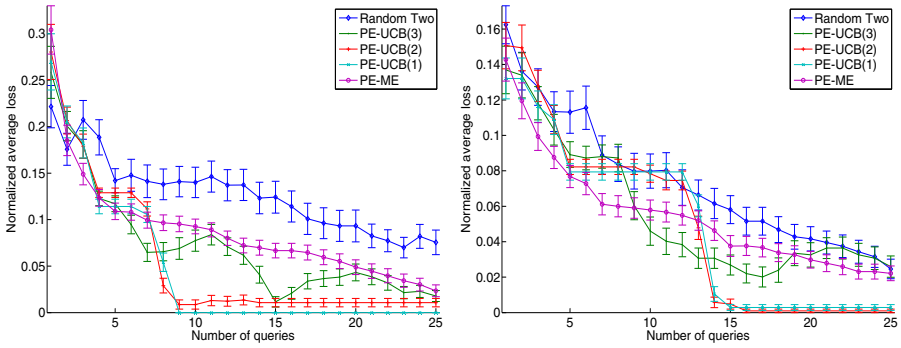 Normalized average loss
0.3
0.25
0.2
0.15
0.1
0.05
0
5
10
15
20
25
Number of queries
Random Two
PE-UCB(3)
PE-UCB(2)
PE-UCB(1)
PE-ME
Normalized average loss
0.16
0.14
0.12
0.1
0.08
0.06
0.04
0.02
0
5
10
15
20
25
Number of queries
Random Two
PE-UCB(3)
PE-UCB(2)
PE-UCB(1)
PE-ME